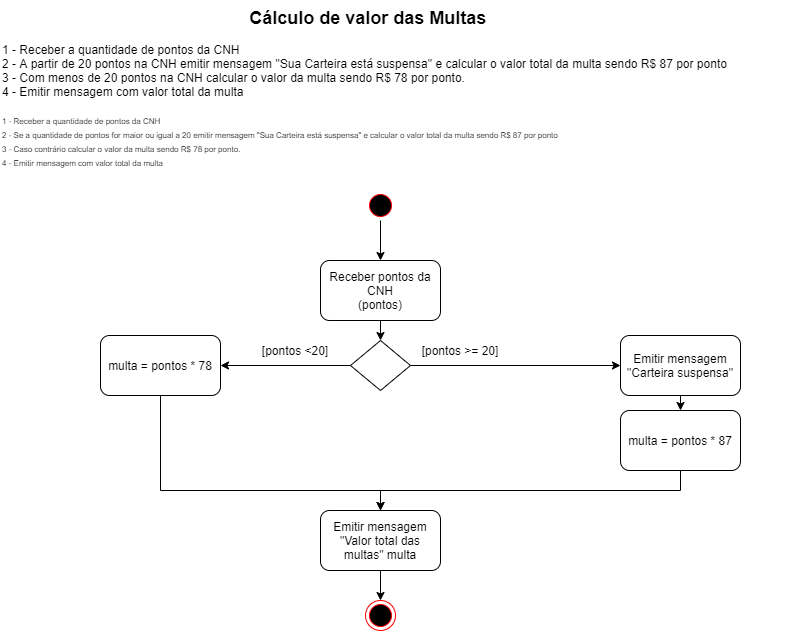 Cálculo de valor das Multas
1 - Receber a quantidade de pontos da CNH
2 - A partir de 20 pontos na CNH emitir mensagem "Sua Carteira está suspensa" e calcular o valor total da multa sendo R$ 87 por ponto
3 - Com menos de 20 pontos na CNH calcular o valor da multa sendo R$ 78 por ponto.
4 - Emitir mensagem com valor total da multa
1 - Receber a quantidade de pontos da CNH
2 - Se a quantidade de pontos for maior ou igual a 20 emitir mensagem "Sua Carteira está suspensa" e calcular o valor total da multa sendo R$ 87 por ponto
3 - Caso contrário calcular o valor da multa sendo R$ 78 por ponto.
4 - Emitir mensagem com valor total da multa
Receber pontos da
CNH
(pontos)
[pontos <20]
[pontos >= 20]
multa = pontos * 78
Emitir mensagem
"Carteira suspensa"
multa = pontos * 87
Emitir mensagem
"Valor total das
multas" multa